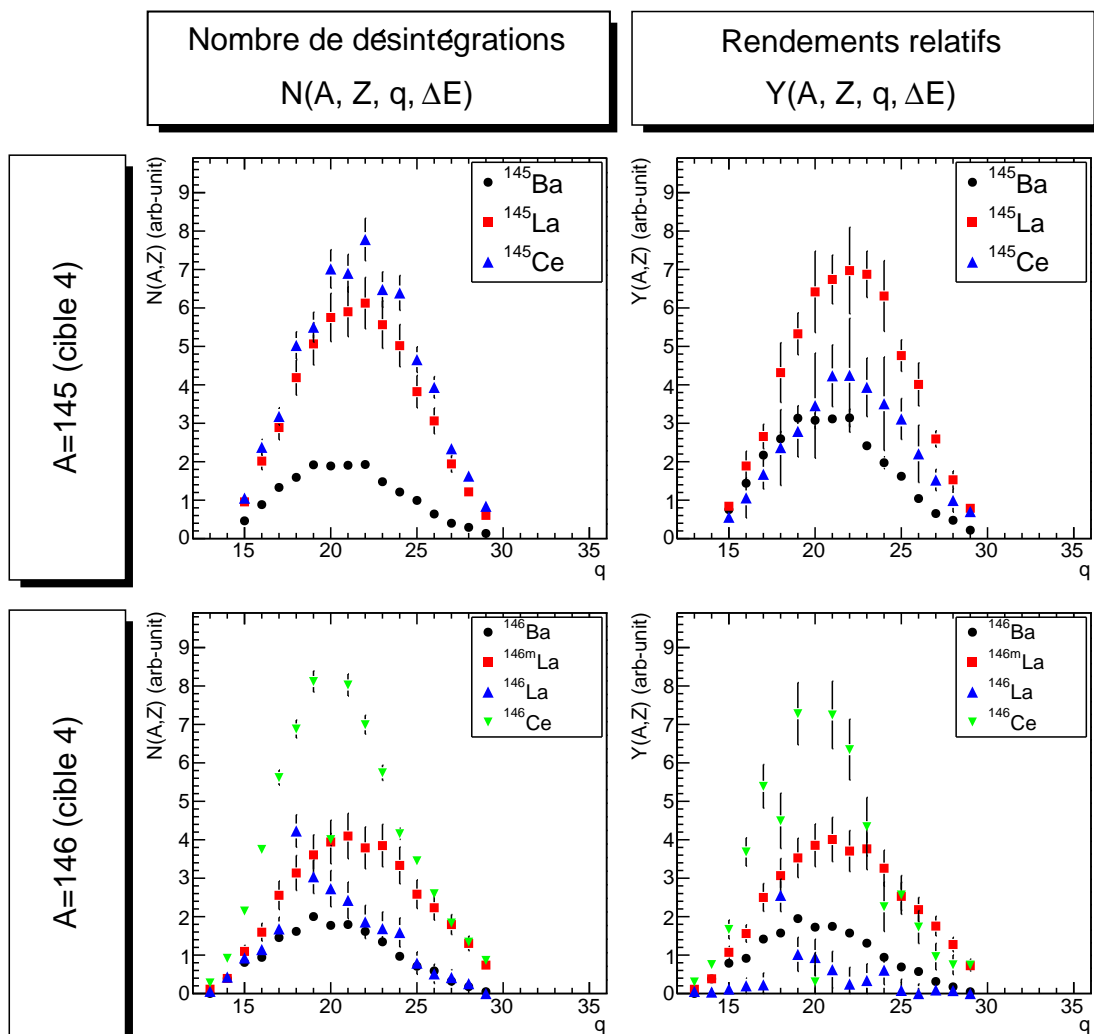 Nombre de désintégrations
N(A, Z, q, ΔE)
Rendements relatifs
Y(A, Z, q, ΔE)
A=145 (cible 4)
N(A,Z) (arb-unit)
9
8
7
6
5
4
3
2
1
0
15 20 25 30 35
q
145Ba
145La
145Ce
Y(A,Z) (arb-unit)
9
8
7
6
5
4
3
2
1
0
15 20 25 30 35
q
145Ba
145La
145Ce
A=146 (cible 4)
N(A,Z) (arb-unit)
9
8
7
6
5
4
3
2
1
0
15 20 25 30 35
q
146Ba
146mLa
146La
146Ce
Y(A,Z) (arb-unit)
9
8
7
6
5
4
3
2
1
0
15 20 25 30 35
q
146Ba
146mLa
146La
146Ce